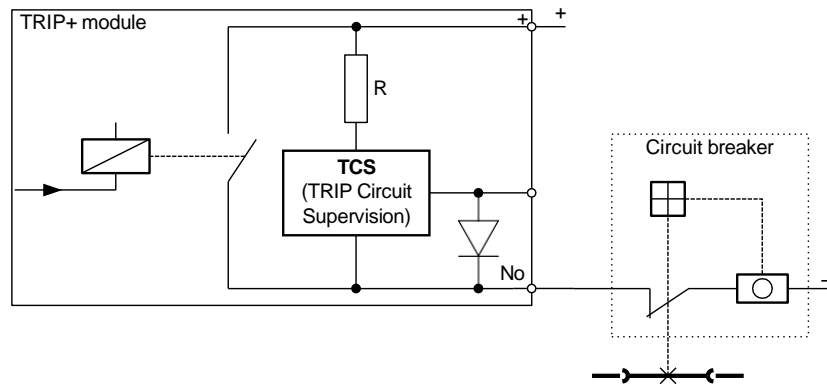 TRIP+ module
+ +
R
TCS
(TRIP Circuit
Supervision)
No
Circuit breaker
-